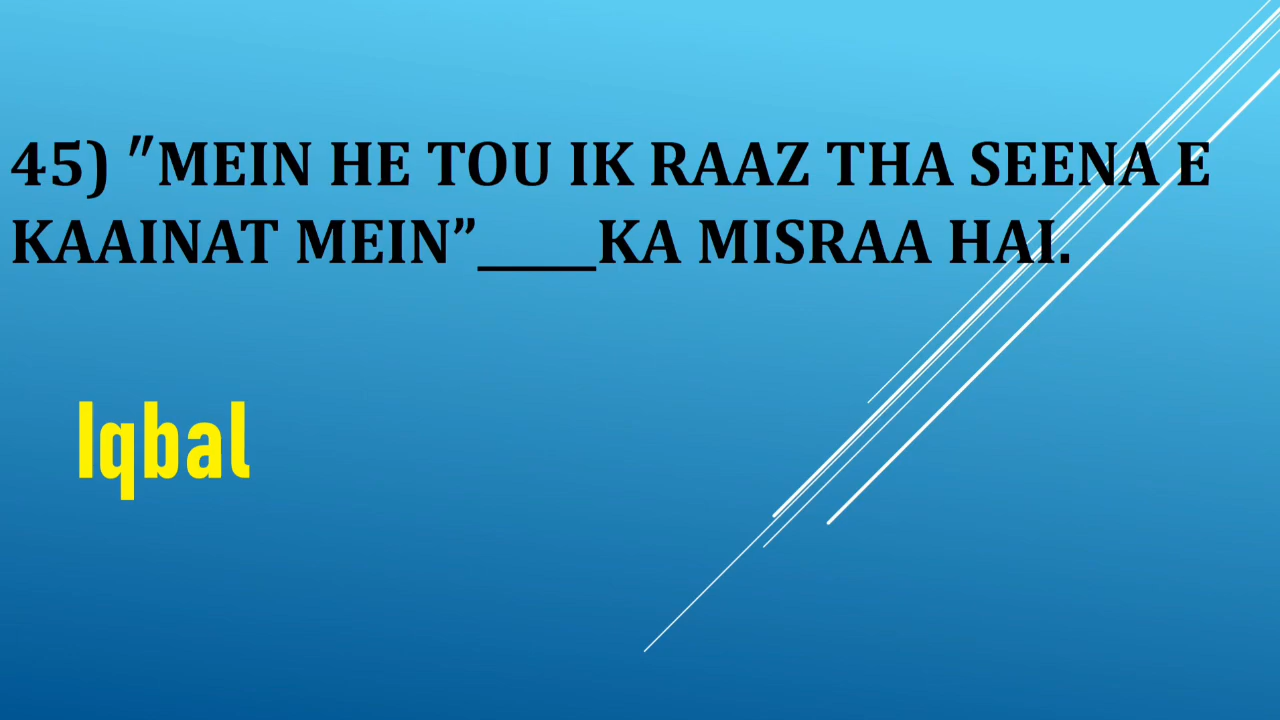 45) "MEIN HE TOU IK RAAZ THA SEENA E
KAAINAT MEIN”_____KA MISRAA HAI.
Iqbal